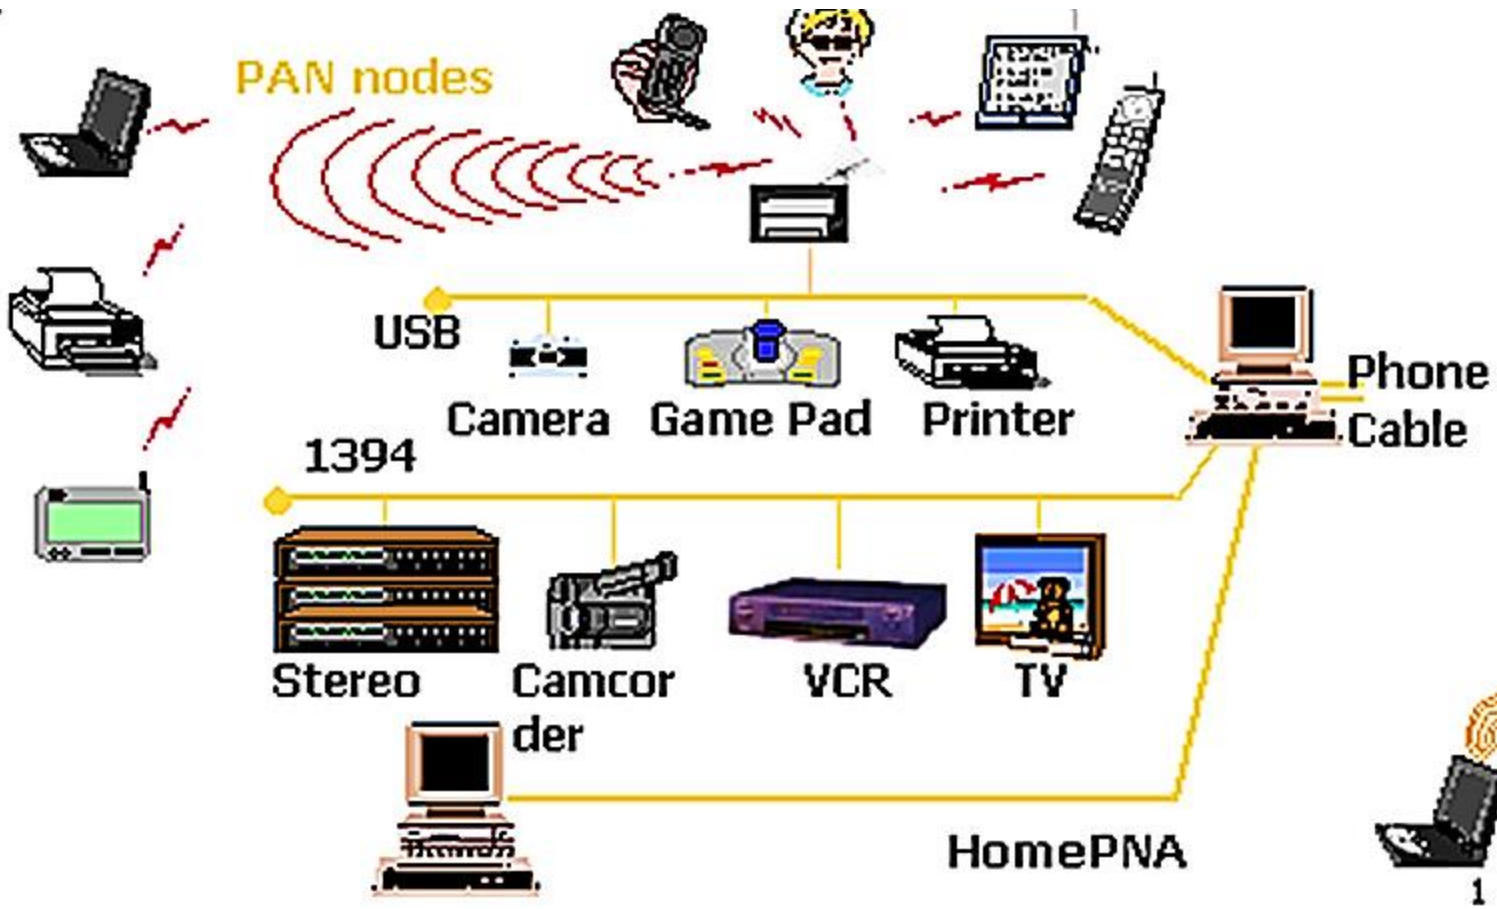 PAN nodes
USB
Camera
Game Pad
Printer
Phone
Cable
1394
Stereo
Camcor
der
VCR
TV
HomePNA
1